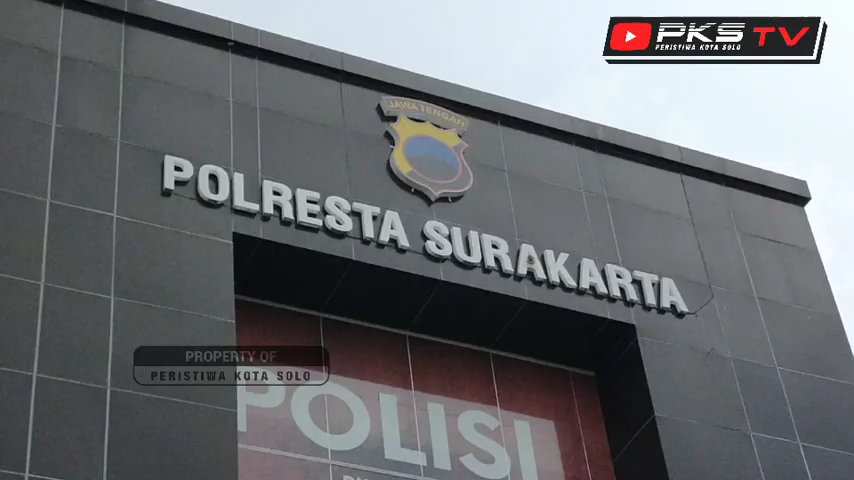 PKS TV
PERISTIWA KOTA SOLO
JAWA TENGAH
POLRESTA SURAKARTA
PROPERTY OF
PERISTIWA KOTA SOLO
POLISI